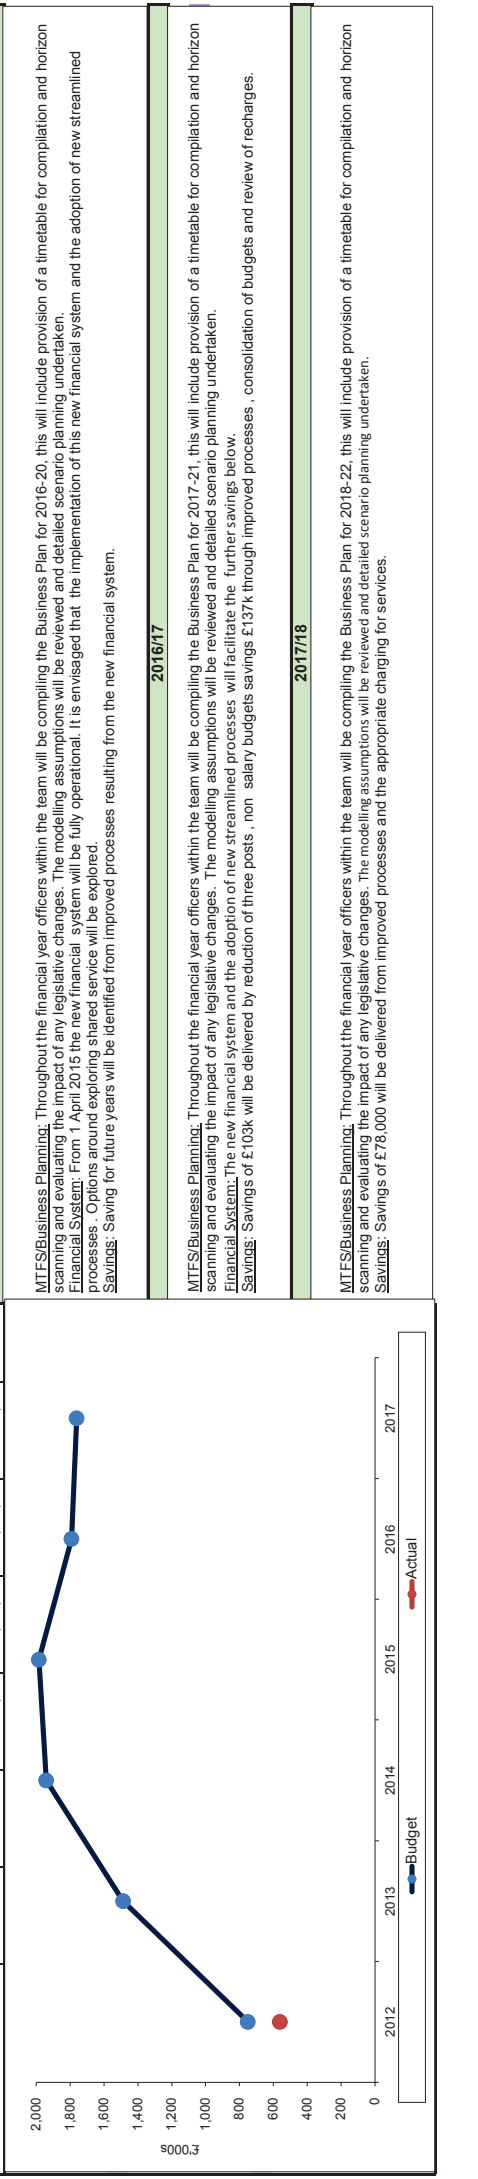 MTFS/Business Planning: Throughout the financial year officers within the team will be compiling the Business Plan for 2016-20, this will include provision of a timetable for compilation and horizon
scanning and evaluating the impact of any legislative changes. The modelling assumptions will be reviewed and detailed scenario planning undertaken.
Financial System: From 1 April 2015 the new financial system will be fully operational. It is envisaged that the implementation of this new financial system and the adoption of new streamlined
processes . Options around exploring shared service will be explored.
Savings: Saving for future years will be identified from improved processes resulting from the new financial system.
2016/17
MTFS/Business Planning: Throughout the financial year officers within the team will be compiling the Business Plan for 2017-21, this will include provision of a timetable for compilation and horizon
scanning and evaluating the impact of any legislative changes. The modelling assumptions will be reviewed and detailed scenario planning undertaken.
Financial System: The new financial system and the adoption of new streamlined processes will facilitate the further savings below.
Savings: Savings of £103k will be delivered by reduction of three posts , non salary budgets savings £137k through improved processes , consolidation of budgets and review of recharges.
2017/18
MTFS/Business Planning: Throughout the financial year officers within the team will be compiling the Business Plan for 2018-22, this will include provision of a timetable for compilation and horizon
scanning and evaluating the impact of any legislative changes. The modelling assumptions will be reviewed and detailed scenario planning undertaken.
Savings: Savings of £78,000 will be delivered from improved processes and the appropriate charging for services.
£'000s
2,000
1,800
1,600
1,400
1,200
1,000
800
600
400
200
0
2012 2013 2014 2015 2016 2017
Budget Actual